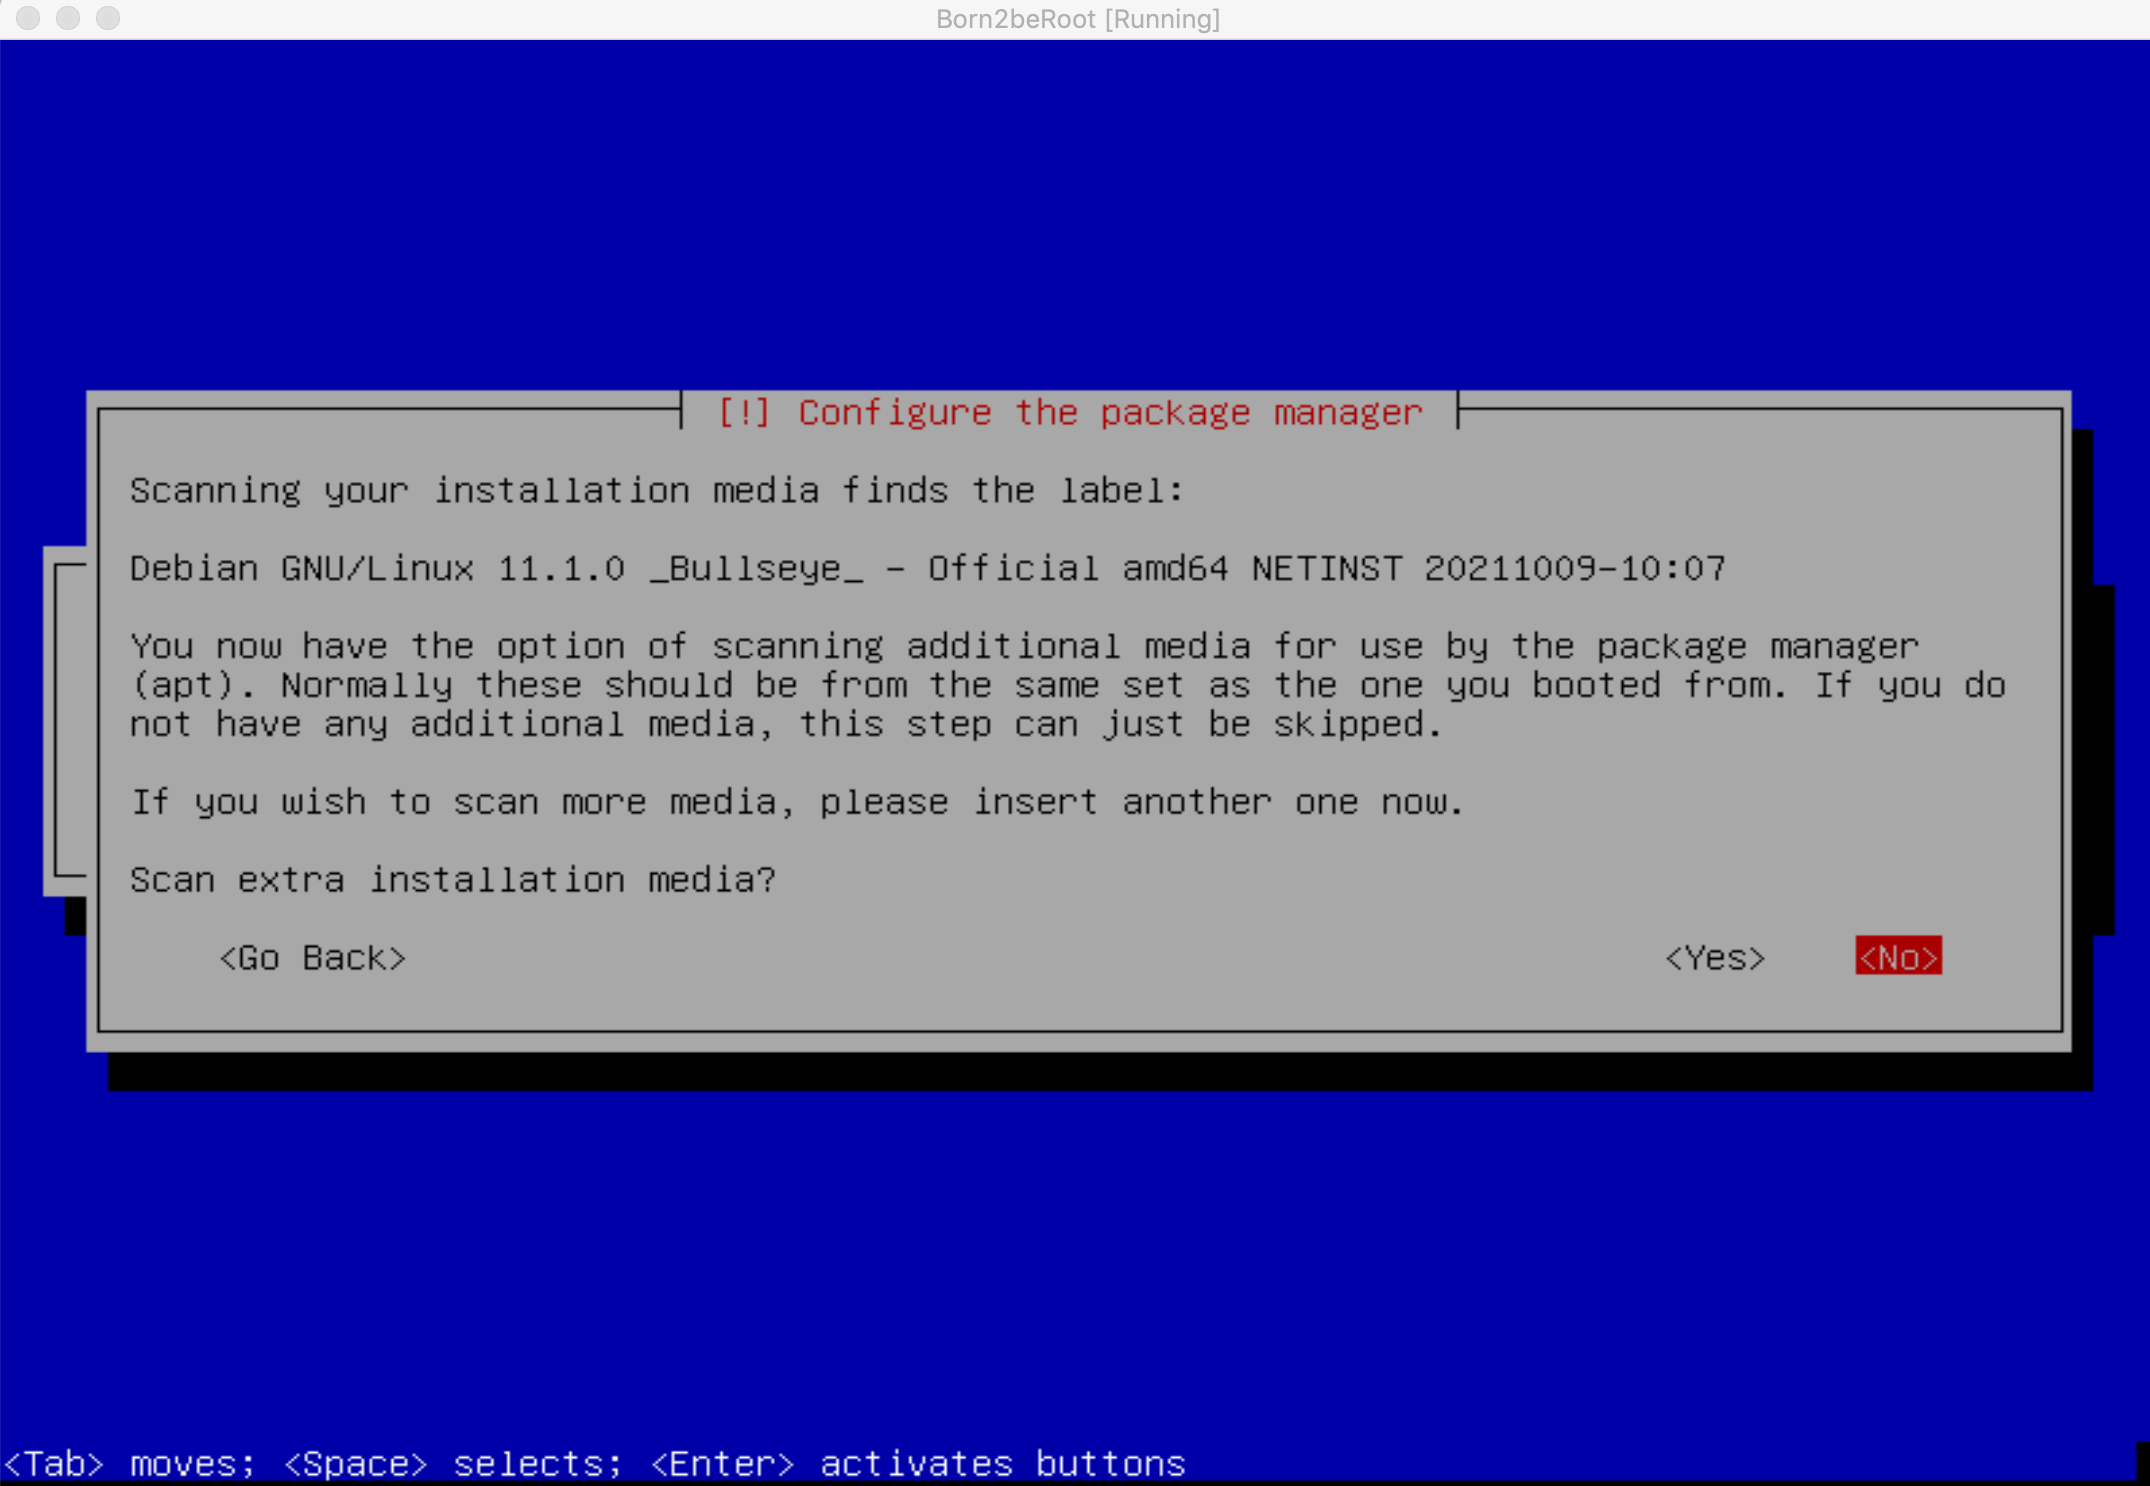 Born2beRoot [Running]
[!] Configure the package manager
Scanning your installation media finds the label:
Debian GNU/Linux 11.1.0 _Bullseye_ - Official amd64 NETINST 20211009-10:07
You now have the option of scanning additional media for use by the package manager
(apt). Normally these should be from the same set as the one you booted from. If you do
not have any additional media, this step can just be skipped.
If you wish to scan more media, please insert another one now.
Scan extra installation media?
<Go Back> <Yes> <No>
<Tab> moves; <Space> selects; <Enter> activates buttons